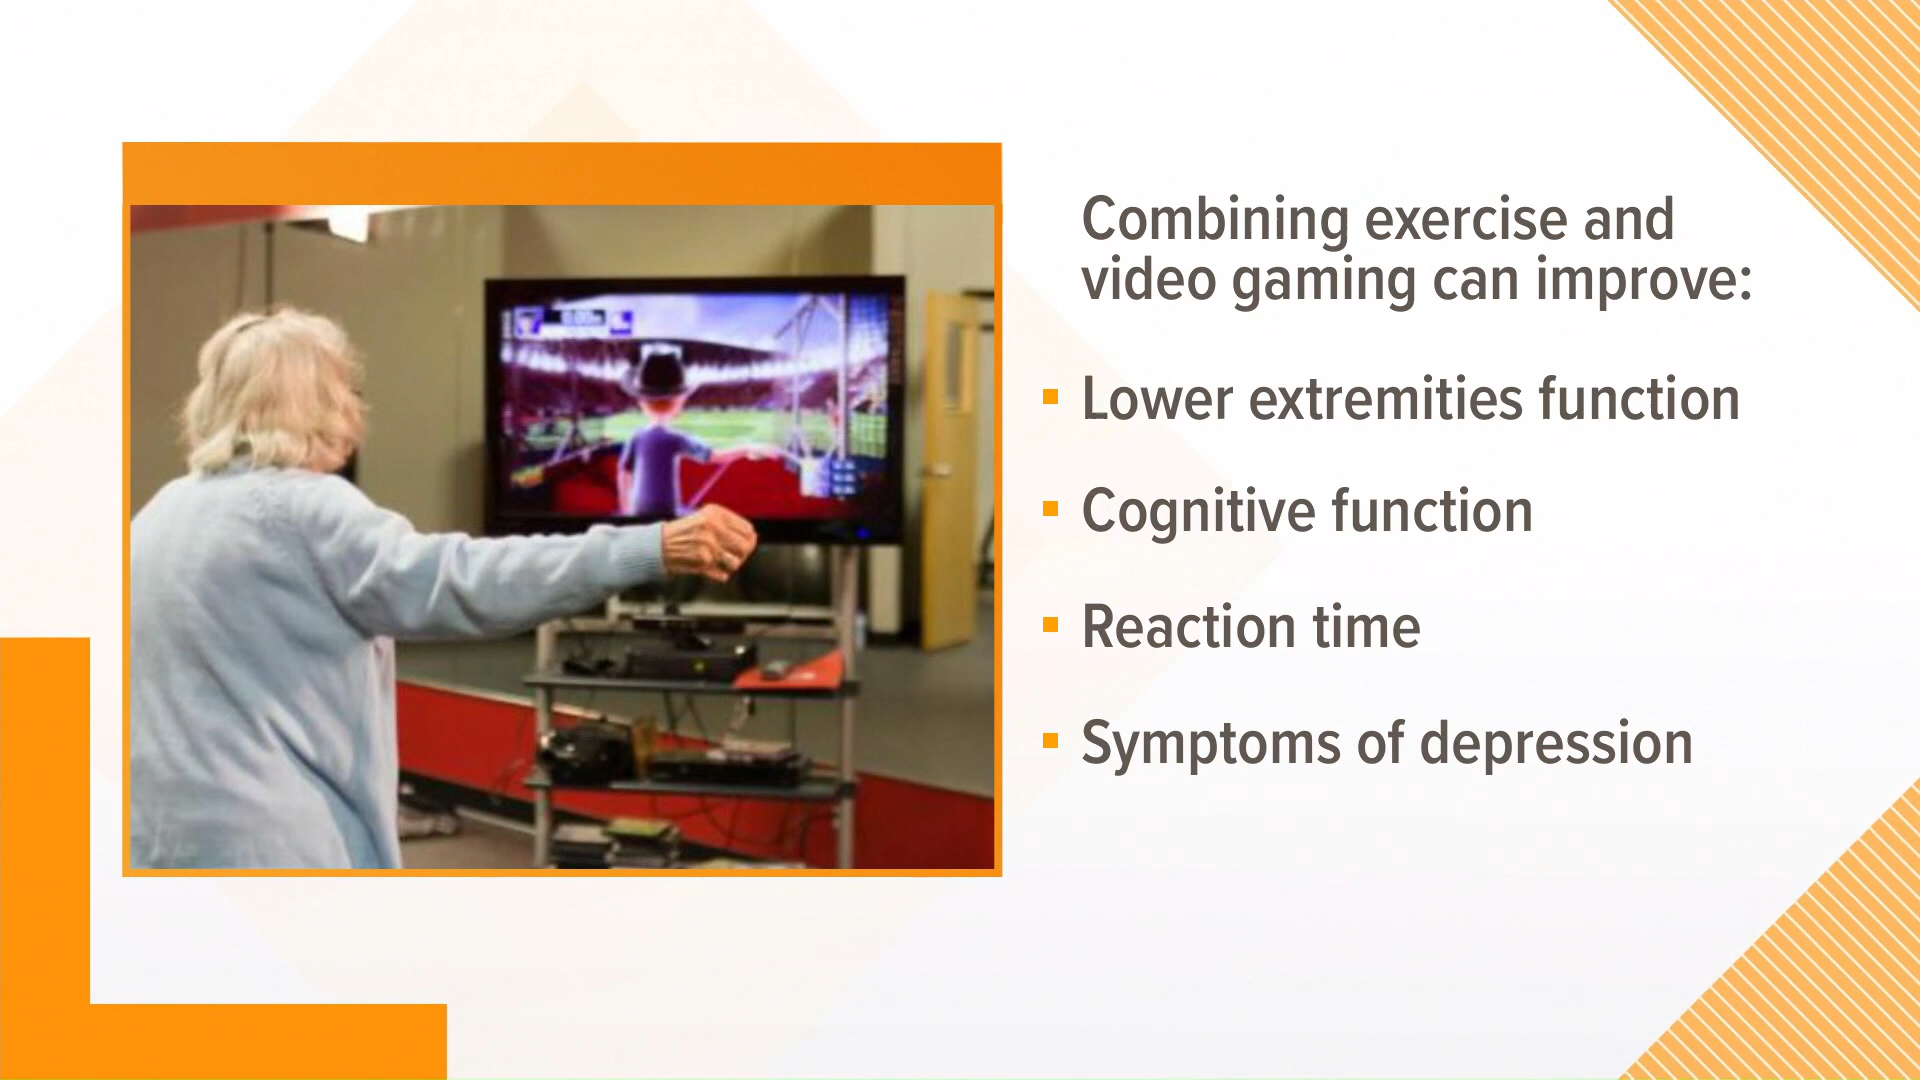 Combining exercise and
video gaming can improve:
Lower extremities function
Cognitive function
Reaction time
Symptoms of depression